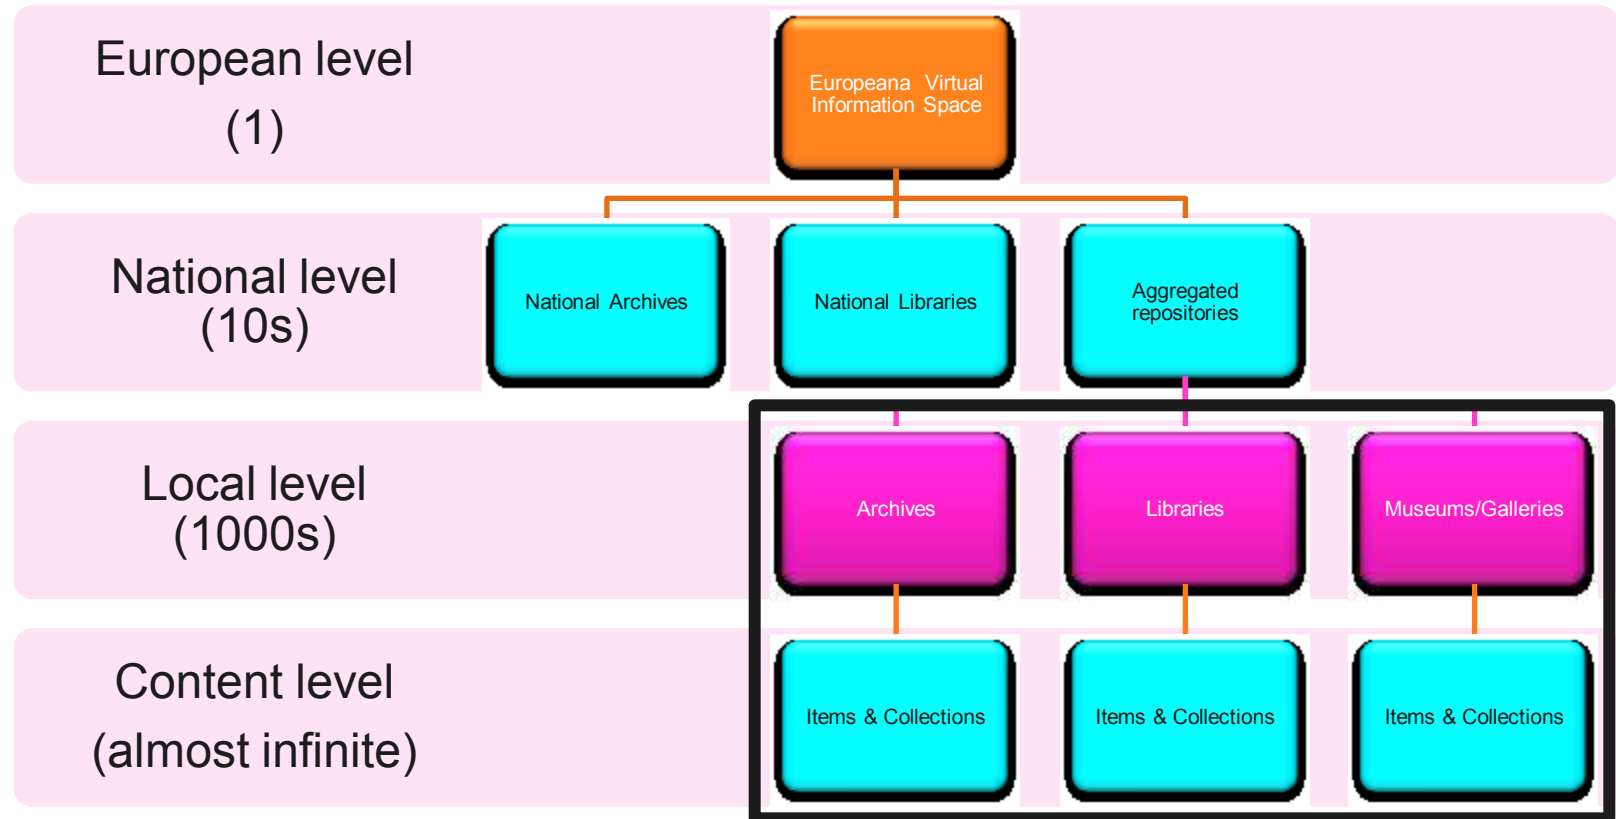 European level
(1)
Europeana Virtual
Information Space
National level
(10s)
National Archives
National Libraries
Aggregated
repositories
Local level
(1000s)
Archives
Libraries
Museums/Galleries
Content level
(almost infinite)
Items & Collections
Items & Collections
Items & Collections